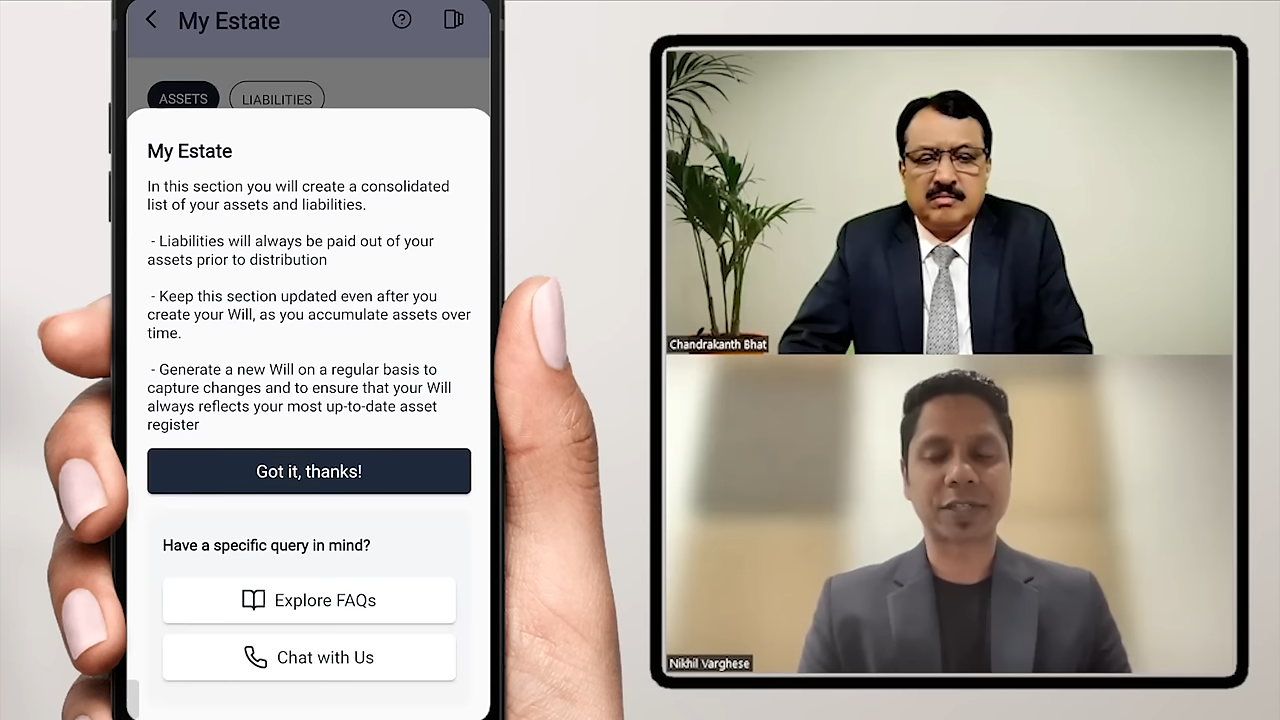 My Estate
ASSETS
LIABILITIES
My Estate
In this section you will create a consolidated
list of your assets and liabilities.
- Liabilities will always be paid out of your
assets prior to distribution
- Keep this section updated even after you
create your Will, as you accumulate assets over
time.
- Generate a new Will on a regular basis to
capture changes and to ensure that your Will
always reflects your most up-to-date asset
register
Got it, thanks!
Have a specific query in mind?
Explore FAQs
Chat with Us
Chandrakanth Bhat
Nikhil Varghese